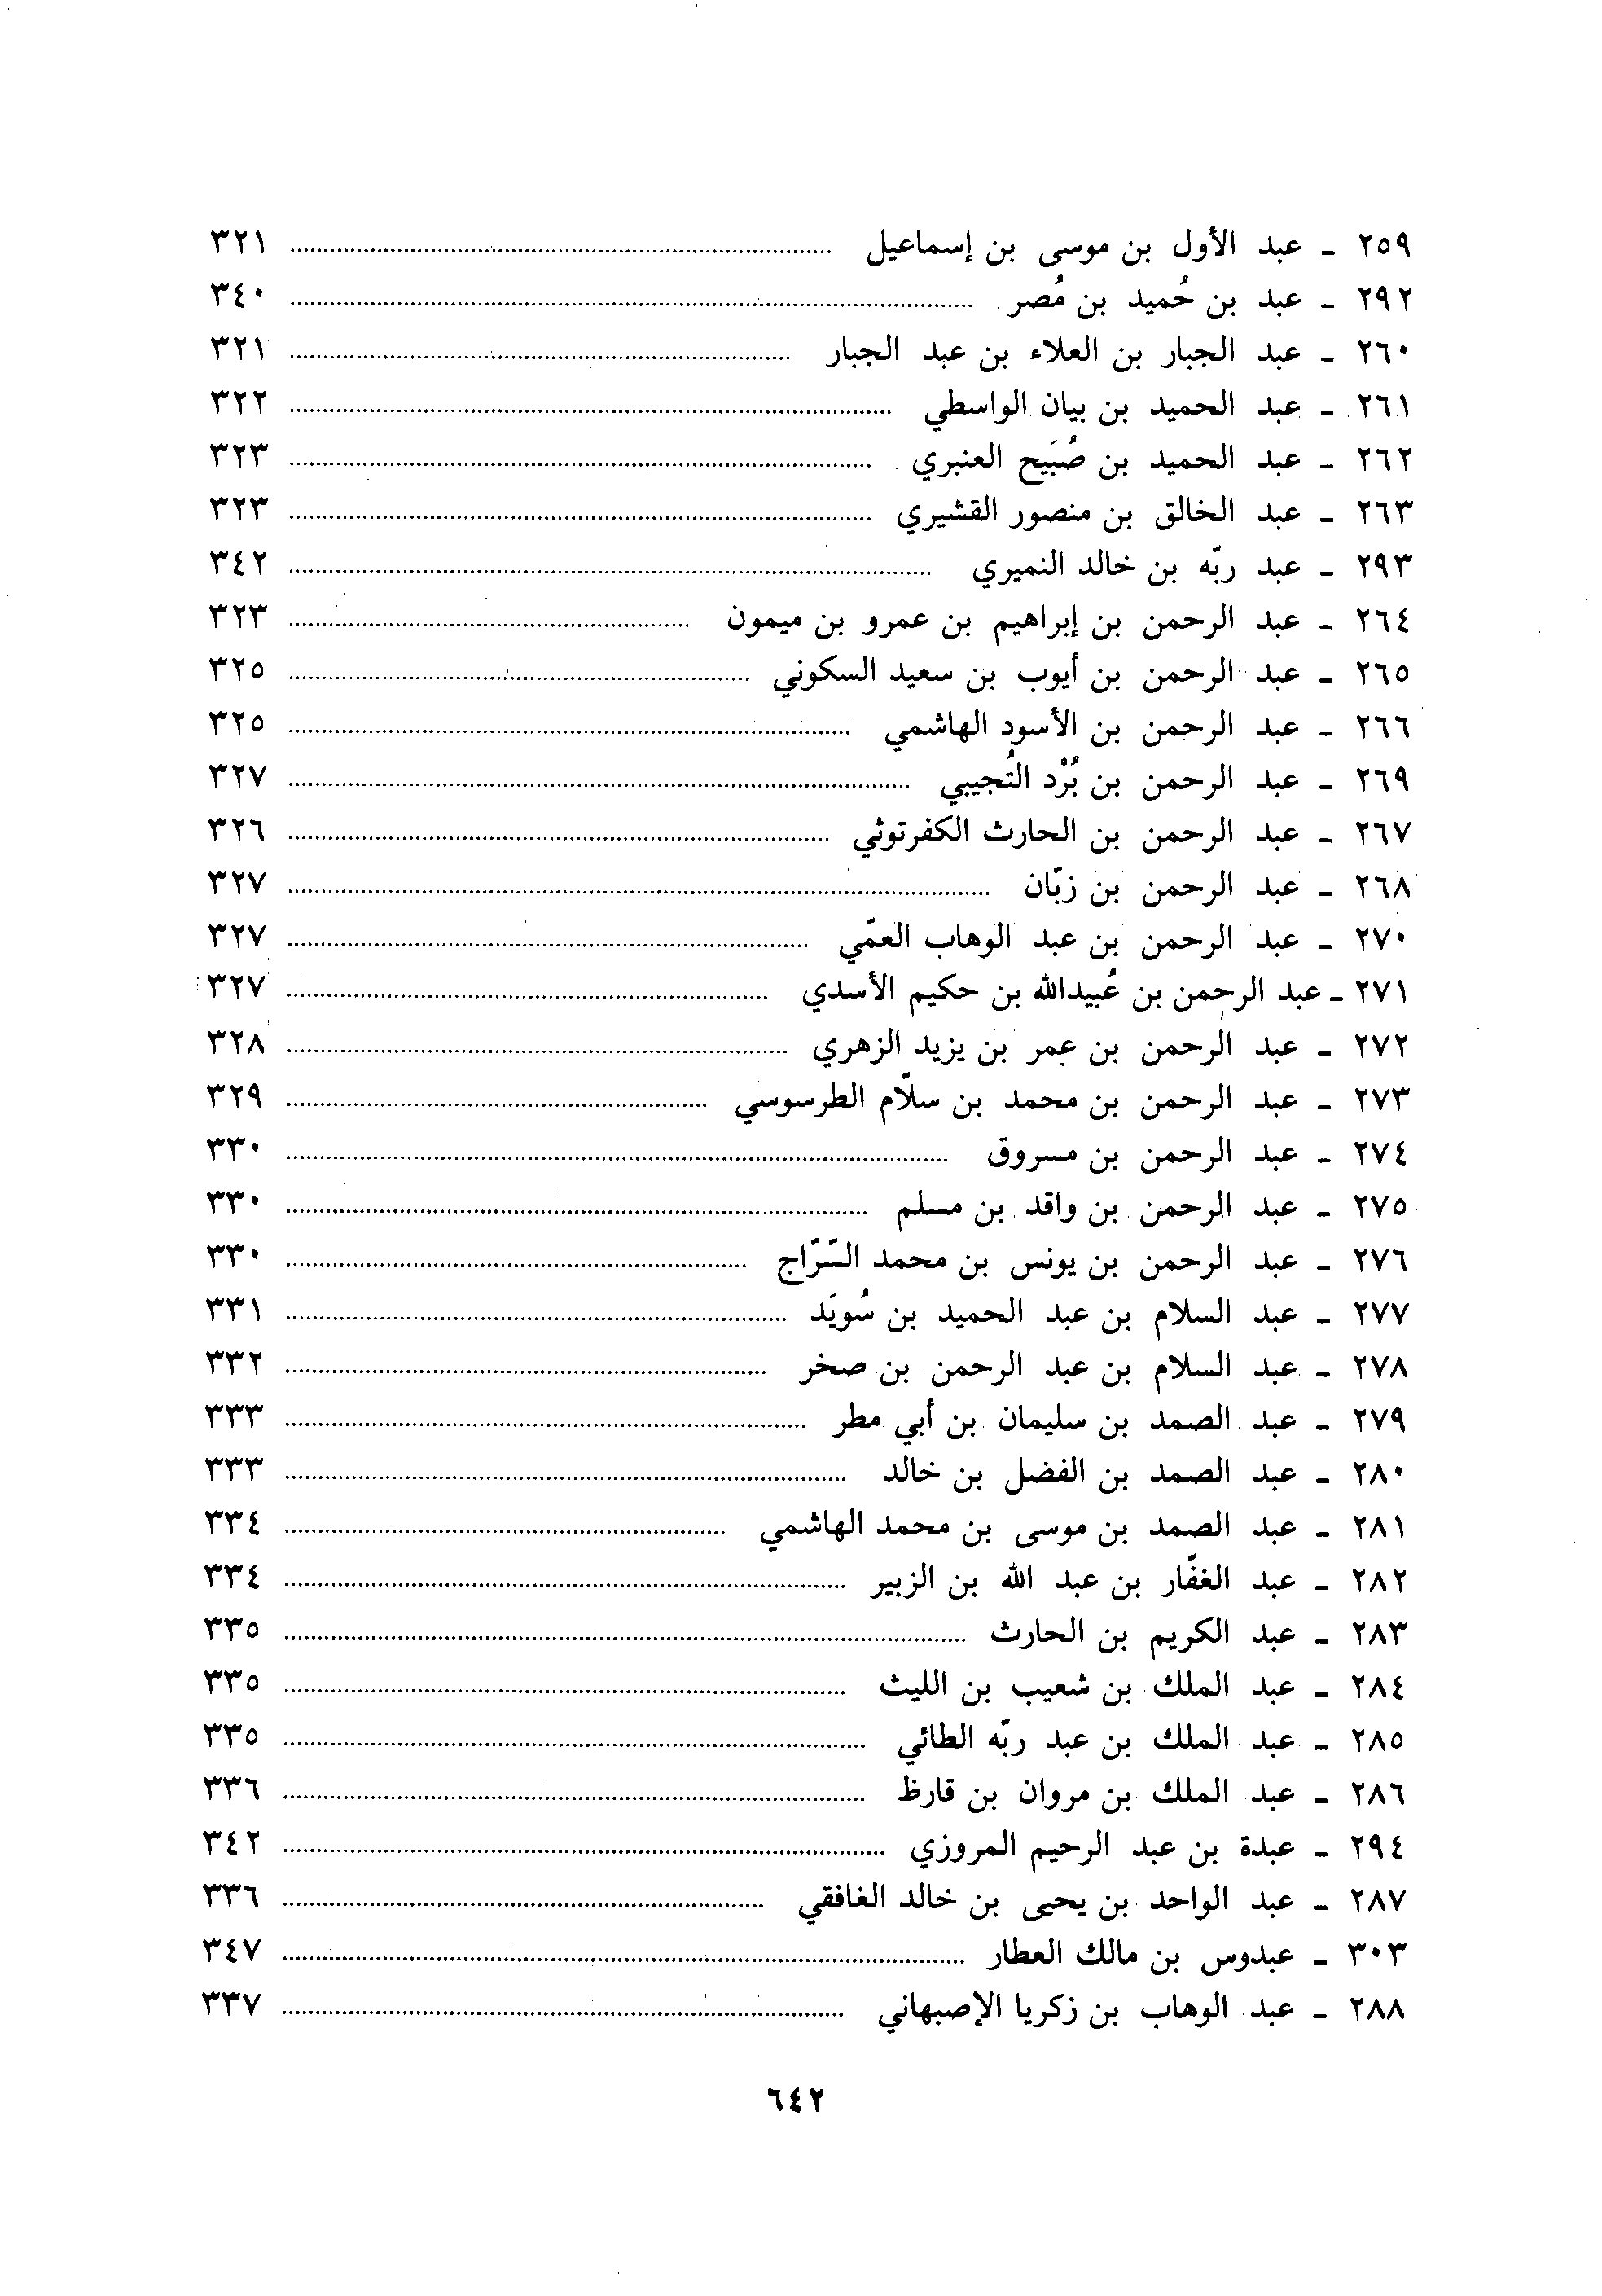 ٢٥٩ ـ عبد الأول بن موسى بن إسماعيل ........ ٣٢١
٢٩٢ ـ عبد بن حُميد بن مُصر ........ ٣٤٠
٢٦٠ ـ عبد الجبار بن العلاء بن عبد الجبار ........ ٣٢١
٢٦١ ـ عبد الحميد بن بيان الواسطي ........ ٣٢٢
٢٦٢ ـ عبد الحميد بن صُبَيح العنبري ........ ٣٢٣
٢٦٣ ـ عبد الخالق بن منصور القشيري ........ ٣٢٣
٢٩٣ ـ عبد ربّه بن خالد النميري ........ ٣٤٢
٢٦٤ ـ عبد الرحمن بن إبراهيم بن عمرو بن ميمون ........ ٣٢٣
٢٦٥ ـ عبد الرحمن بن أيوب بن سعيد السكوني ........ ٣٢٥
٢٦٦ ـ عبد الرحمن بن الأسود الهاشمي ........ ٣٢٥
٢٦٩ ـ عبد الرحمن بن بُرْد التُجيبي ........ ٣٢٧
٢٦٧ ـ عبد الرحمن بن الحارث الكفرتوثي ........ ٣٢٦
٢٦٨ ـ عبد الرحمن بن زبّان ........ ٣٢٧
٢٧٠ ـ عبد الرحمن بن عبد الوهاب العمّي ........ ٣٢٧
٢٧١ ـ عبد الرحمن بن عُبيدالله بن حكيم الأسدي ........ ٣٢٧
٢٧٢ ـ عبد الرحمن بن عمر بن يزيد الزهري ........ ٣٢٨
٢٧٣ ـ عبد الرحمن بن محمد بن سلّام الطرسوسي ........ ٣٢٩
٢٧٤ ـ عبد الرحمن بن مسروق ........ ٣٣٠
٢٧٥ ـ عبد الرحمن بن واقد بن مسلم ........ ٣٣٠
٢٧٦ ـ عبد الرحمن بن يونس بن محمد السّرّاج ........ ٣٣٠
٢٧٧ ـ عبد السلام بن عبد الحميد بن سُويَد ........ ٣٣١
٢٧٨ ـ عبد السلام بن عبد الرحمن بن صخر ........ ٣٣٢
٢٧٩ ـ عبد الصمد بن سليمان بن أبي مطر ........ ٣٣٣
٢٨٠ ـ عبد الصمد بن الفضل بن خالد ........ ٣٣٣
٢٨١ ـ عبد الصمد بن موسى بن محمد الهاشمي ........ ٣٣٤
٢٨٢ ـ عبد الغفّار بن عبد الله بن الزبير ........ ٣٣٤
٢٨٣ ـ عبد الكريم بن الحارث ........ ٣٣٥
٢٨٤ ـ عبد الملك بن شعيب بن الليث ........ ٣٣٥
٢٨٥ ـ عبد الملك بن عبد ربّه الطائي ........ ٣٣٥
٢٨٦ ـ عبد الملك بن مروان بن قارظ ........ ٣٣٦
٢٩٤ ـ عبدة بن عبد الرحيم المروزي ........ ٣٤٢
٢٨٧ ـ عبد الواحد بن يحيى بن خالد الغافقي ........ ٣٣٦
٣٠٣ ـ عبدوس بن مالك العطار ........ ٣٤٧
٢٨٨ ـ عبد الوهاب بن زكريا الإصبهاني ........ ٣٣٧
٦٤٢